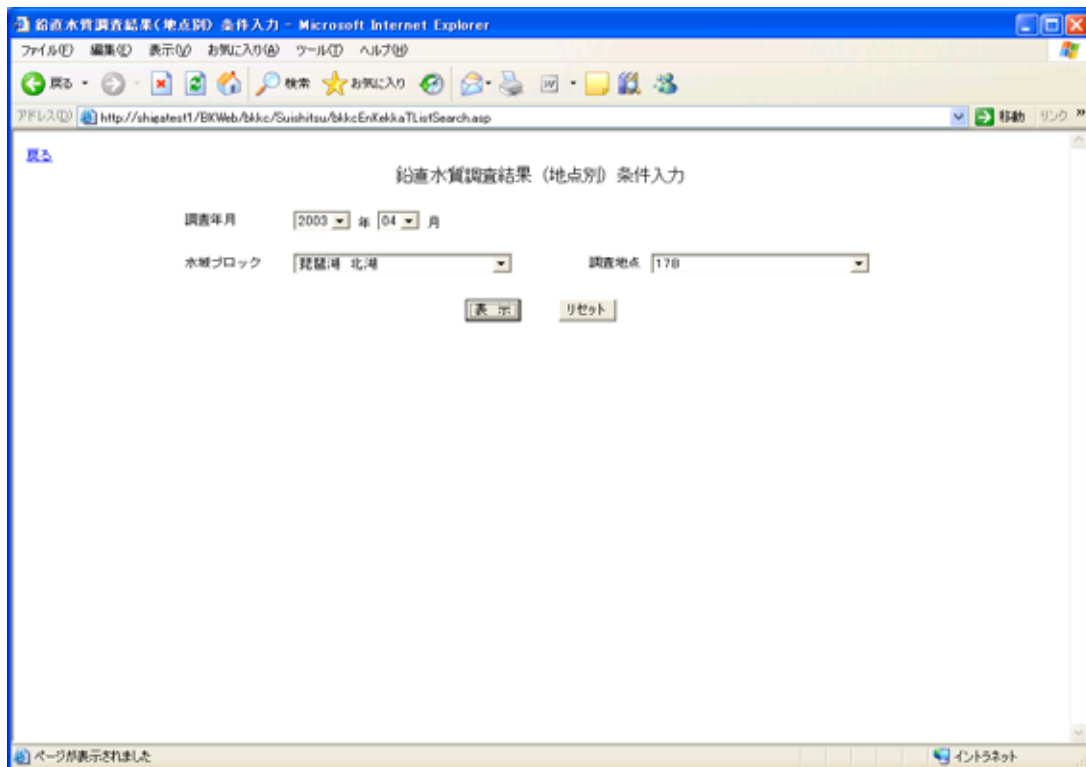 鉛直水質調査結果(地点別) 条件入力 - Microsoft Internet Explorer
ファイル(F) 編集(E) 表示(V) お気に入り(A) ツール(T) ヘルプ(H)
戻る 検索 お気に入り
アドレス(D) http://shigatest1/BKWeb/bkkc/Suishitsu/bkkcEnKekkaTListSearch.asp 移動 リンク »
戻る
鉛直水質調査結果（地点別）条件入力
調査年月 2003 年 04 月
水域ブロック 琵琶湖 北湖 調査地点 17B
表 示 リセット
ページが表示されました イントラネット